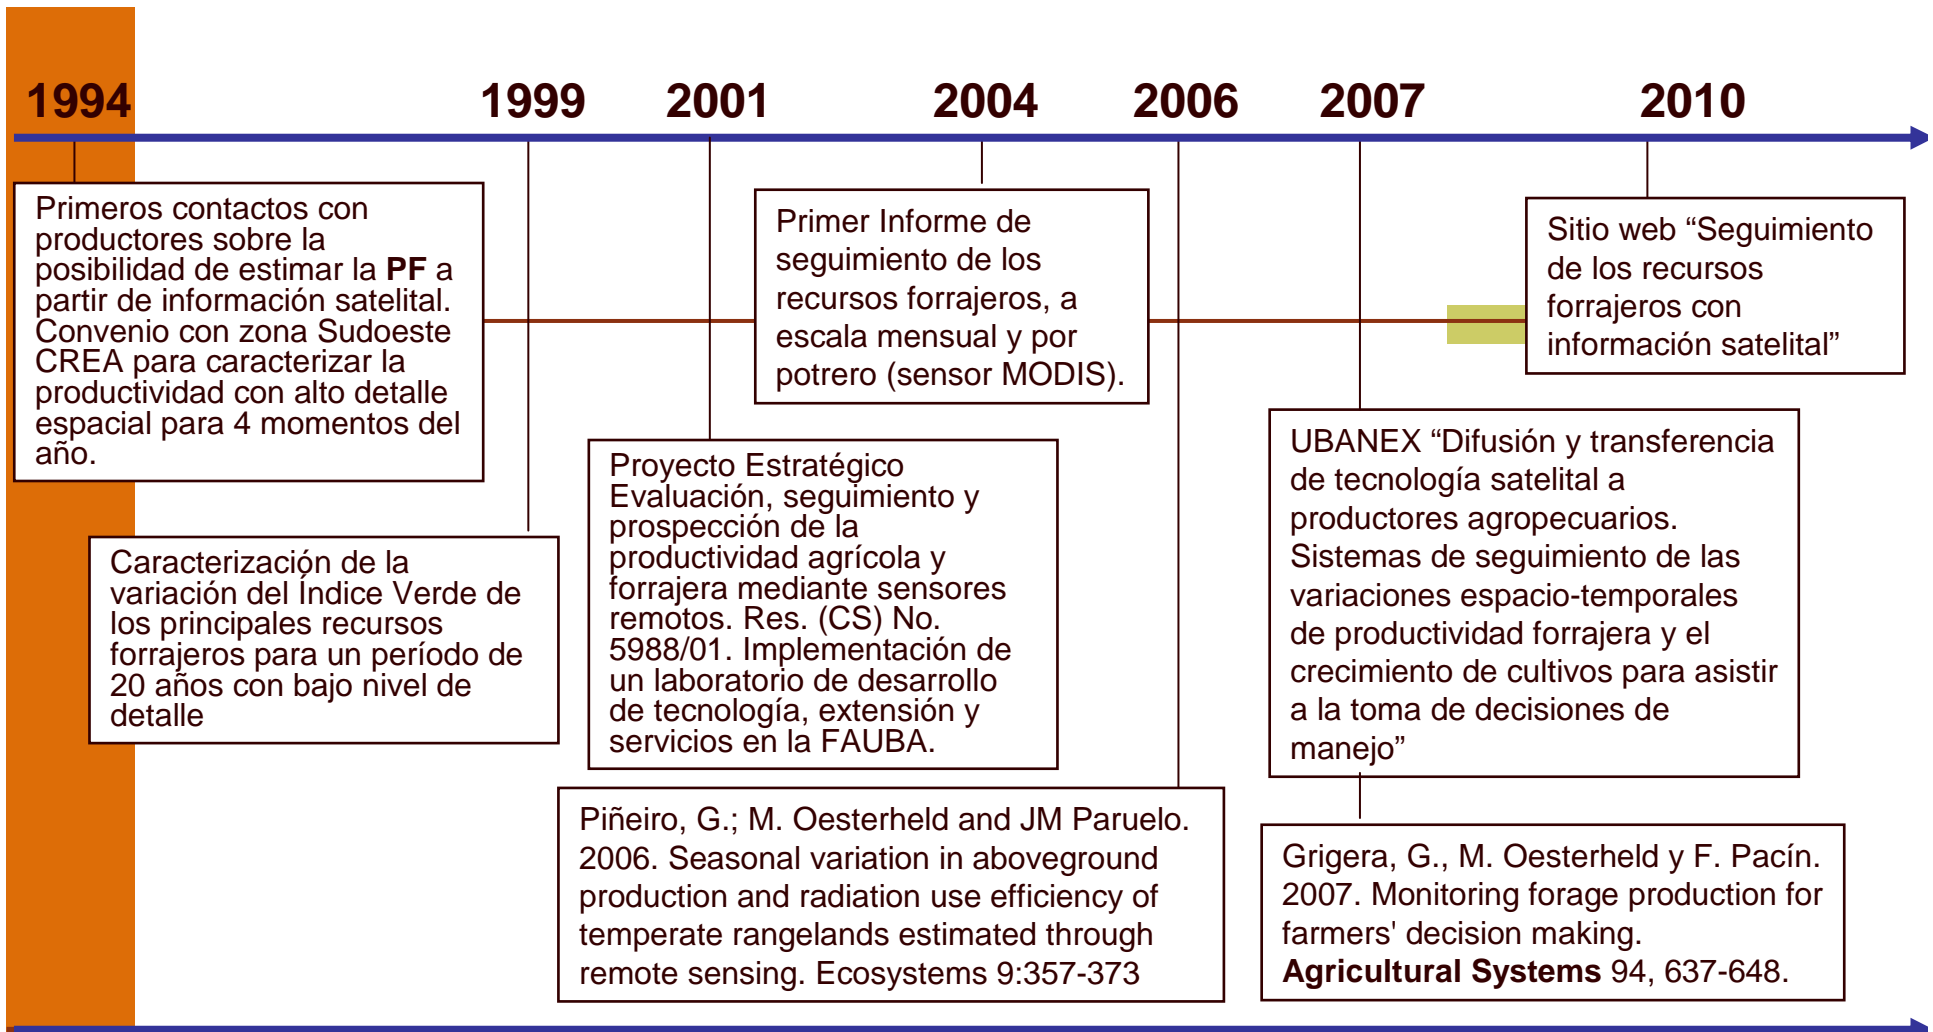 1994 1999 2001 2004 2006 2007 2010
Primeros contactos con
productores sobre la
posibilidad de estimar la PF a
partir de información satelital.
Convenio con zona Sudoeste
CREA para caracterizar la
productividad con alto detalle
espacial para 4 momentos del
año.
Caracterización de la
variación del Índice Verde de
los principales recursos
forrajeros para un período de
20 años con bajo nivel de
detalle
Proyecto Estratégico
Evaluación, seguimiento y
prospección de la
productividad agrícola y
forrajera mediante sensores
remotos. Res. (CS) No.
5988/01. Implementación de
un laboratorio de desarrollo
de tecnología, extensión y
servicios en la FAUBA.
Primer Informe de
seguimiento de los
recursos forrajeros, a
escala mensual y por
potrero (sensor MODIS).
Piñeiro, G.; M. Oesterheld and JM Paruelo.
2006. Seasonal variation in aboveground
production and radiation use efficiency of
temperate rangelands estimated through
remote sensing. Ecosystems 9:357-373
UBANEX “Difusión y transferencia
de tecnología satelital a
productores agropecuarios.
Sistemas de seguimiento de las
variaciones espacio-temporales
de productividad forrajera y el
crecimiento de cultivos para asistir
a la toma de decisiones de
manejo”
Grigera, G., M. Oesterheld y F. Pacín.
2007. Monitoring forage production for
farmers' decision making.
Agricultural Systems 94, 637-648.
Sitio web “Seguimiento
de los recursos
forrajeros con
información satelital”